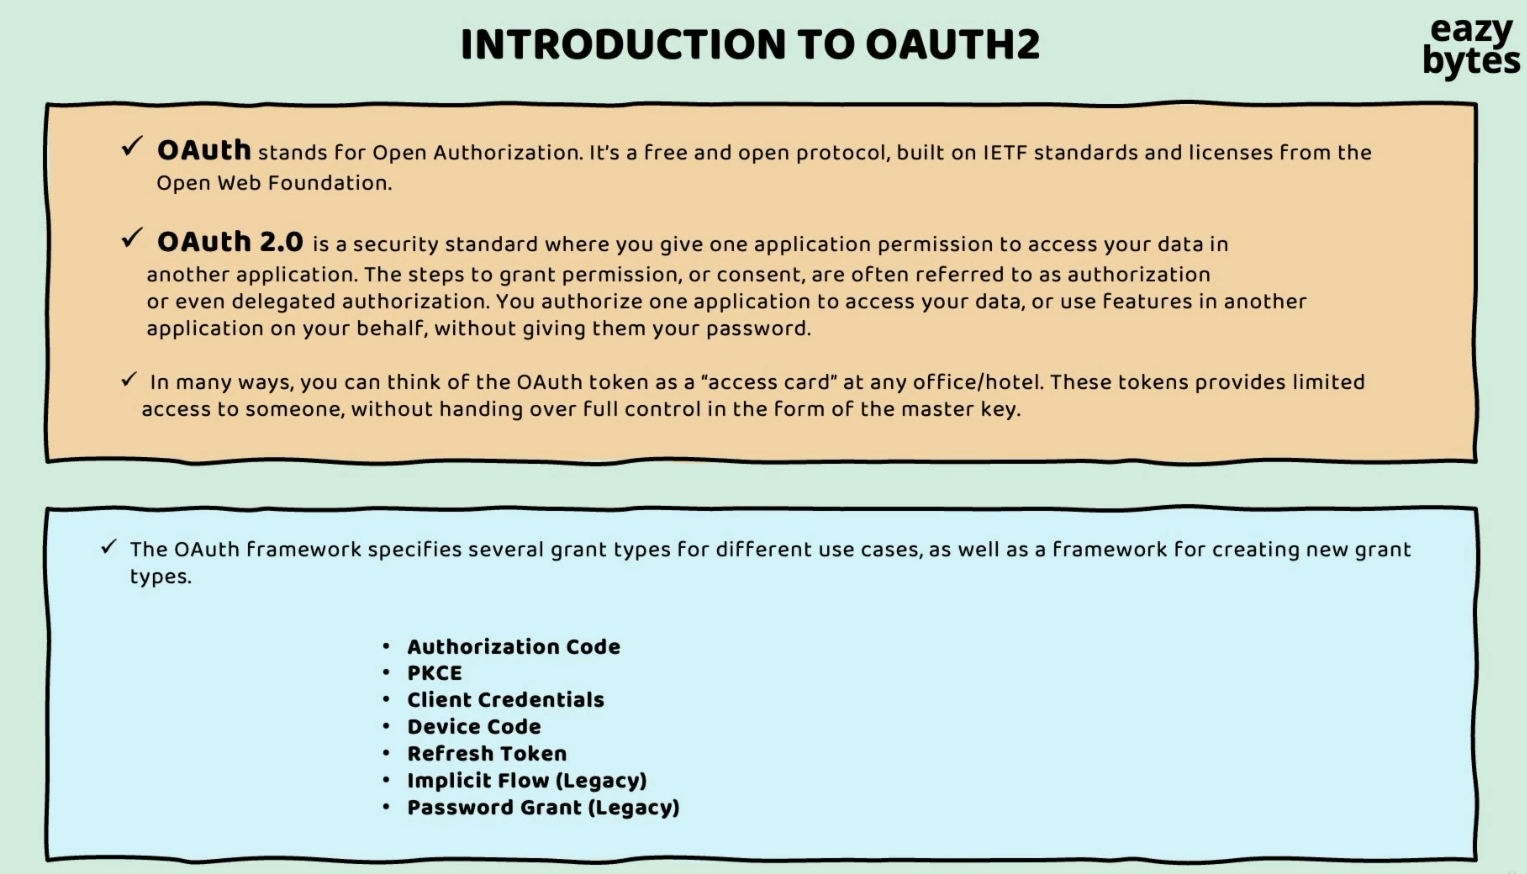 INTRODUCTION TO OAUTH2
eazy
bytes
✓ OAuth stands for Open Authorization. It's a free and open protocol, built on IETF standards and licenses from the
Open Web Foundation.
✓ OAuth 2.0 is a security standard where you give one application permission to access your data in
another application. The steps to grant permission, or consent, are often referred to as authorization
or even delegated authorization. You authorize one application to access your data, or use features in another
application on your behalf, without giving them your password.
✓ In many ways, you can think of the OAuth token as a “access card” at any office/hotel. These tokens provides limited
access to someone, without handing over full control in the form of the master key.
✓ The OAuth framework specifies several grant types for different use cases, as well as a framework for creating new grant
types.
• Authorization Code
• PKCE
• Client Credentials
• Device Code
• Refresh Token
• Implicit Flow (Legacy)
• Password Grant (Legacy)